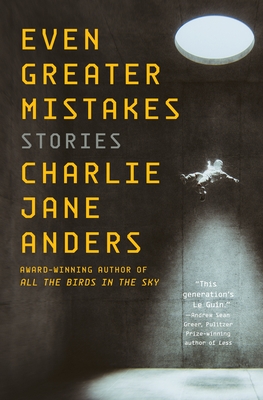 EVEN
GREATER
MISTAKES
STORIES
CHARLIE
JANE
ANDERS
AWARD-WINNING AUTHOR OF
ALL THE BIRDS IN THE SKY
"This
generation's
Le Guin."
—Andrew Sean
Greer, Pulitzer
Prize-winning
author of Less